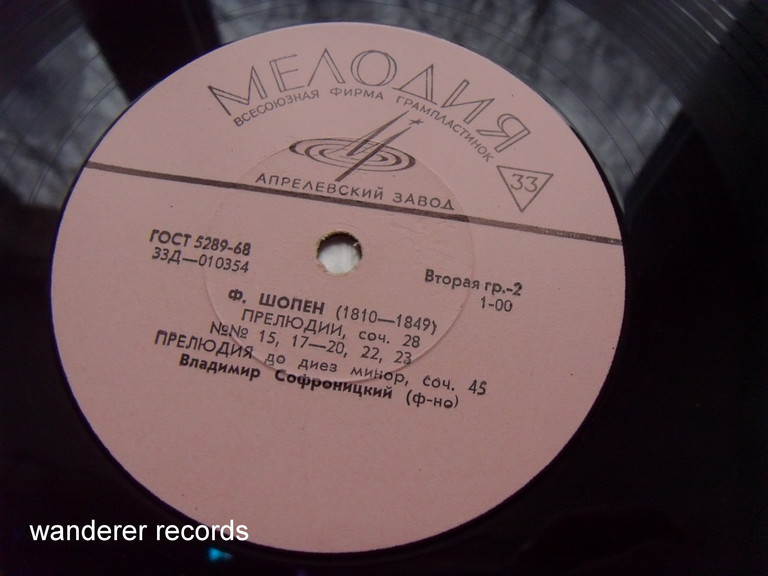 МЕЛОДИЯ
ВСЕСОЮЗНАЯ ФИРМА ГРАМПЛАСТИНОК
33
АПРЕЛЕВСКИЙ ЗАВОД
ГОСТ 5289-68
33Д—010354
Вторая гр.-2
1-00
Ф. ШОПЕН (1810—1849)
ПРЕЛЮДИИ, соч. 28
№№ 15, 17—20, 22, 23
ПРЕЛЮДИЯ до диез минор, соч. 45
Владимир Софроницкий (ф-но)
wanderer records